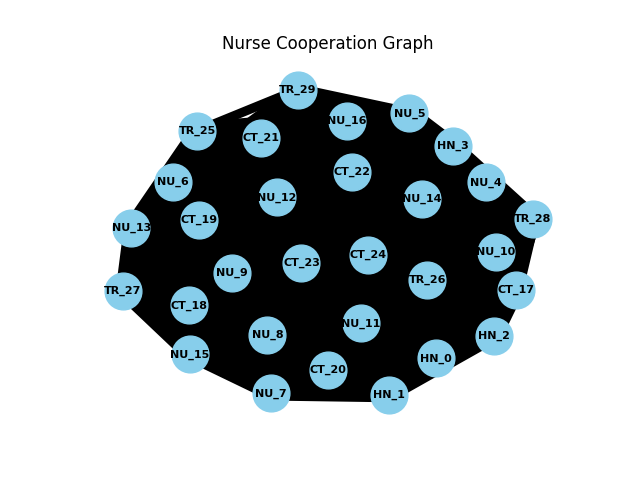 Nurse Cooperation Graph
TR_29
NU_5
NU_16
TR_25
CT_21
HN_3
CT_22
NU_6
NU_4
NU_12
NU_14
TR_28
CT_19
NU_13
NU_10
CT_24
CT_23
NU_9
TR_26
CT_17
TR_27
CT_18
NU_11
NU_8
HN_2
NU_15
HN_0
CT_20
NU_7
HN_1